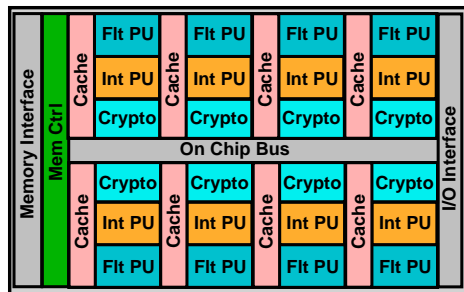 Memory Interface
Mem Ctrl
Cache
Flt PU
Int PU
Crypto
Cache
Flt PU
Int PU
Crypto
Cache
Flt PU
Int PU
Crypto
Cache
Flt PU
Int PU
Crypto
On Chip Bus
Cache
Crypto
Int PU
Flt PU
Cache
Crypto
Int PU
Flt PU
Cache
Crypto
Int PU
Flt PU
Cache
Crypto
Int PU
Flt PU
I/O Interface